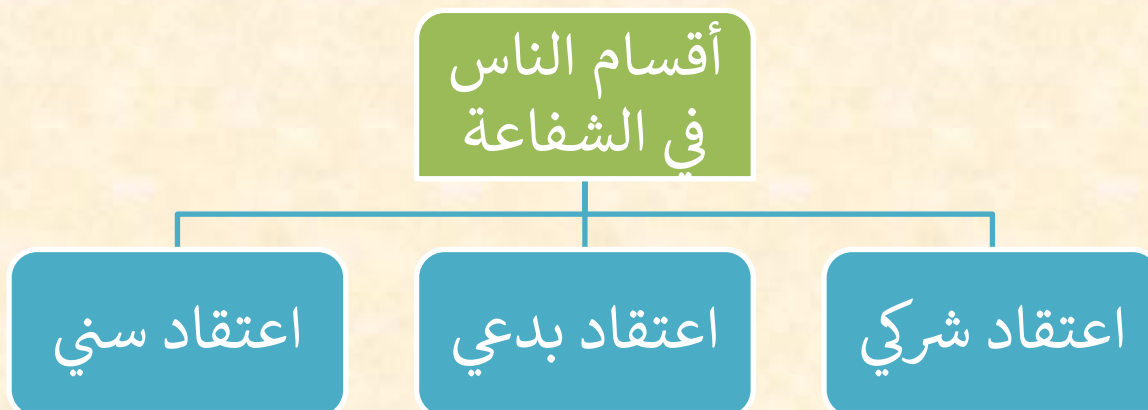 أقسام الناس
في الشفاعة
اعتقاد شركي
اعتقاد بدعي
اعتقاد سني